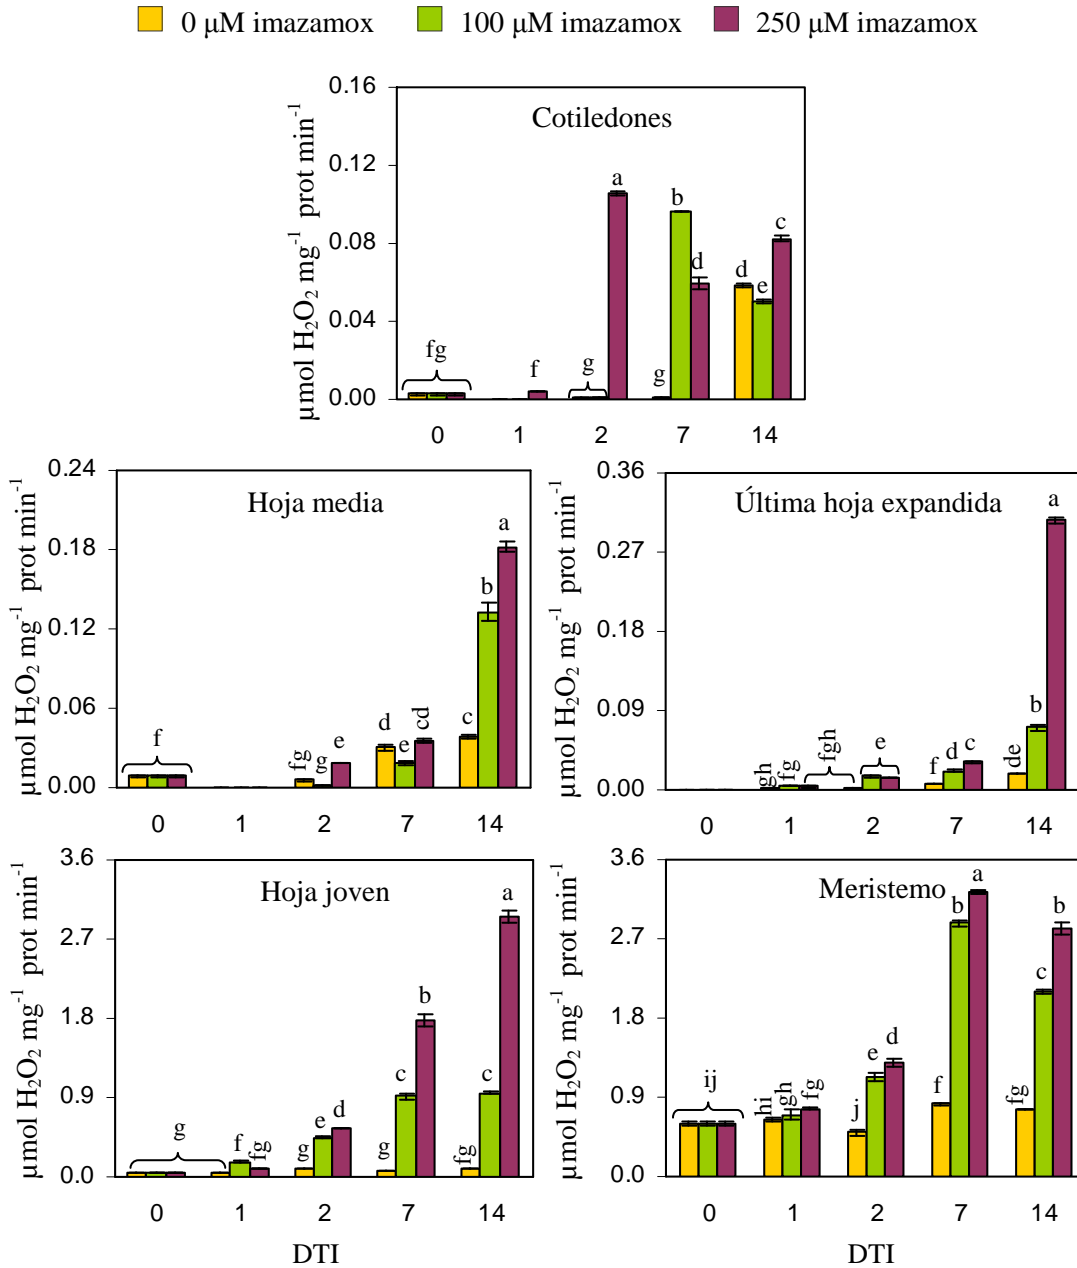 0 µM imazamox 100 µM imazamox 250 µM imazamox
Cotiledones
µmol H₂O₂ mg⁻¹ prot min⁻¹
0.16
0.12
0.08
0.04
0.00
fg f g a g b d d e c
0 1 2 7 14
Hoja media
µmol H₂O₂ mg⁻¹ prot min⁻¹
0.24
0.18
0.12
0.06
0.00
f fg g e d e cd c b a
0 1 2 7 14
Última hoja expandida
µmol H₂O₂ mg⁻¹ prot min⁻¹
0.36
0.27
0.18
0.09
0.00
gh fg fgh e f d c de b a
0 1 2 7 14
Hoja joven
µmol H₂O₂ mg⁻¹ prot min⁻¹
3.6
2.7
1.8
0.9
0.0
g f fg g e d g c b fg c a
0 1 2 7 14
DTI
Meristemo
µmol H₂O₂ mg⁻¹ prot min⁻¹
3.6
2.7
1.8
0.9
0.0
ij hi gh fg j e d f b a fg c b
0 1 2 7 14
DTI